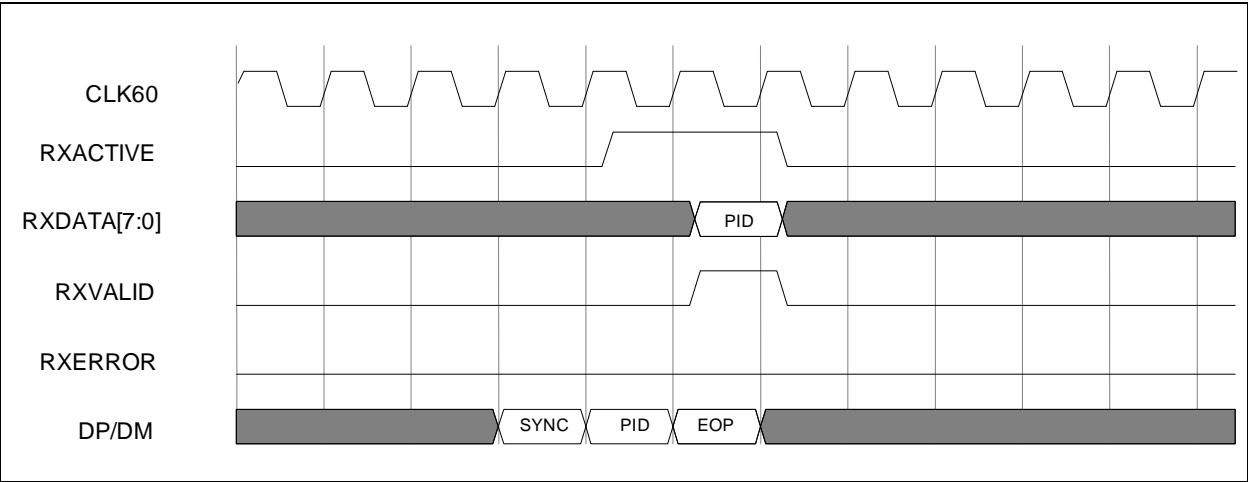 CLK60
RXACTIVE
RXDATA[7:0] PID
RXVALID
RXERROR
DP/DM SYNC PID EOP